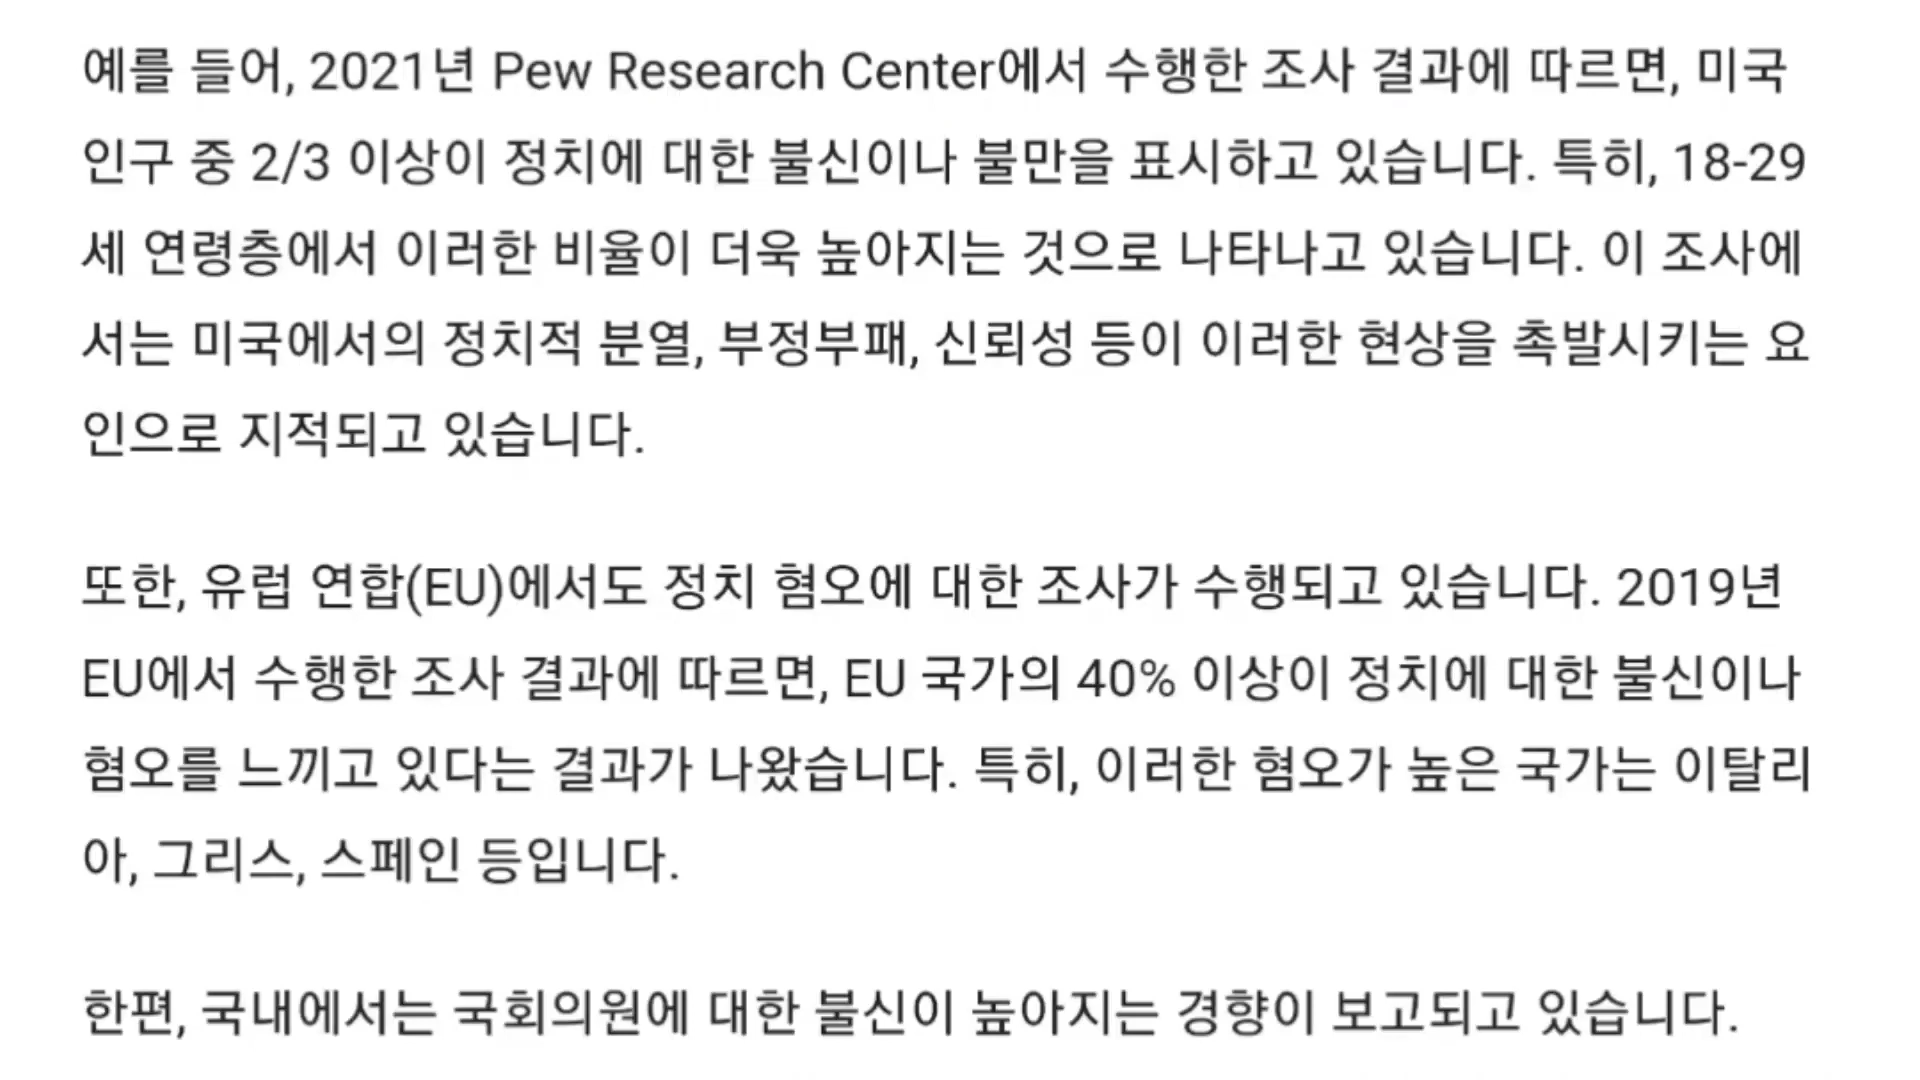 예를 들어, 2021년 Pew Research Center에서 수행한 조사 결과에 따르면, 미국
인구 중 2/3 이상이 정치에 대한 불신이나 불만을 표시하고 있습니다. 특히, 18-29
세 연령층에서 이러한 비율이 더욱 높아지는 것으로 나타나고 있습니다. 이 조사에
서는 미국에서의 정치적 분열, 부정부패, 신뢰성 등이 이러한 현상을 촉발시키는 요
인으로 지적되고 있습니다.
또한, 유럽 연합(EU)에서도 정치 혐오에 대한 조사가 수행되고 있습니다. 2019년
EU에서 수행한 조사 결과에 따르면, EU 국가의 40% 이상이 정치에 대한 불신이나
혐오를 느끼고 있다는 결과가 나왔습니다. 특히, 이러한 혐오가 높은 국가는 이탈리
아, 그리스, 스페인 등입니다.
한편, 국내에서는 국회의원에 대한 불신이 높아지는 경향이 보고되고 있습니다.